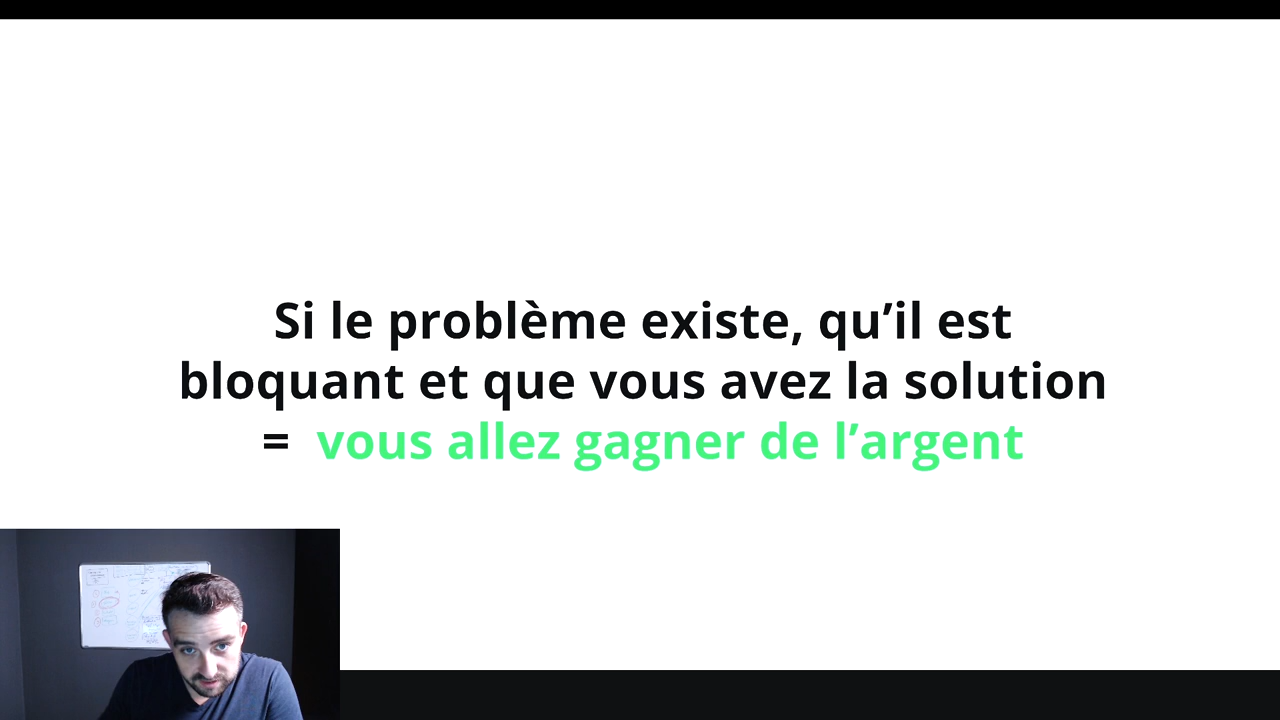 Si le problème existe, qu’il est
bloquant et que vous avez la solution
= vous allez gagner de l’argent